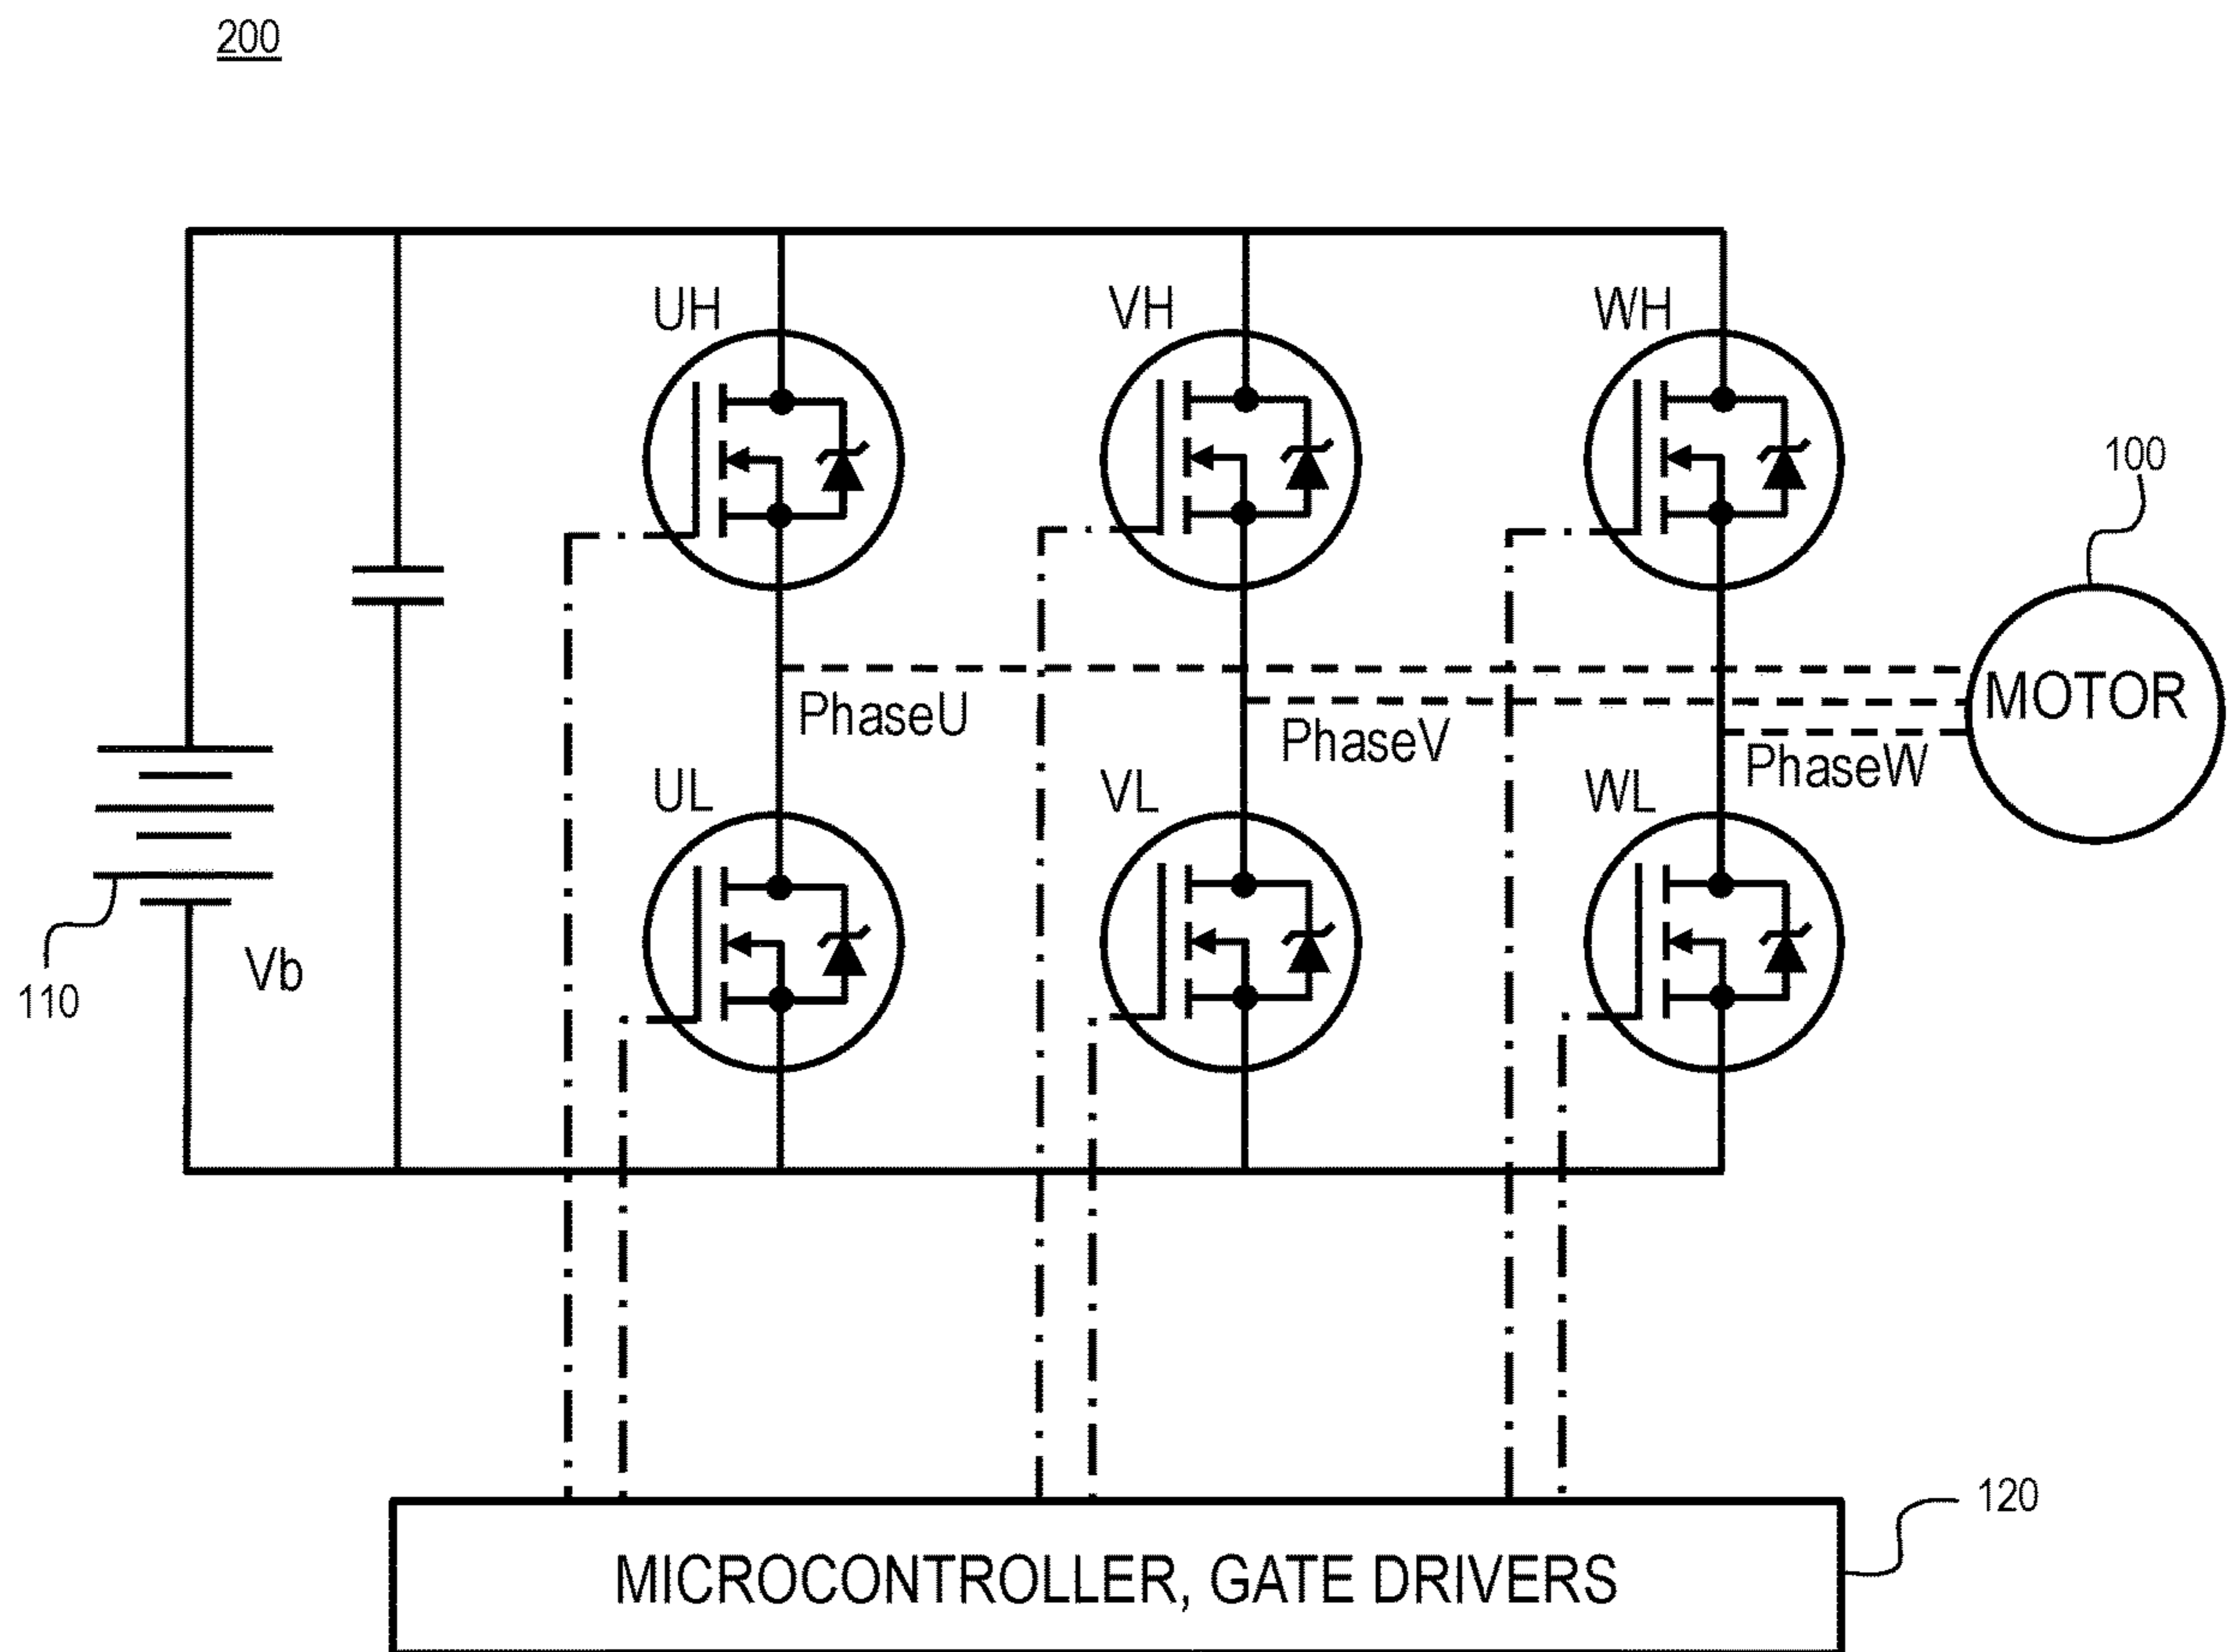 200
UH
VH
WH
100
MOTOR
PhaseU
PhaseV
PhaseW
UL
VL
WL
Vb
110
120
MICROCONTROLLER, GATE DRIVERS